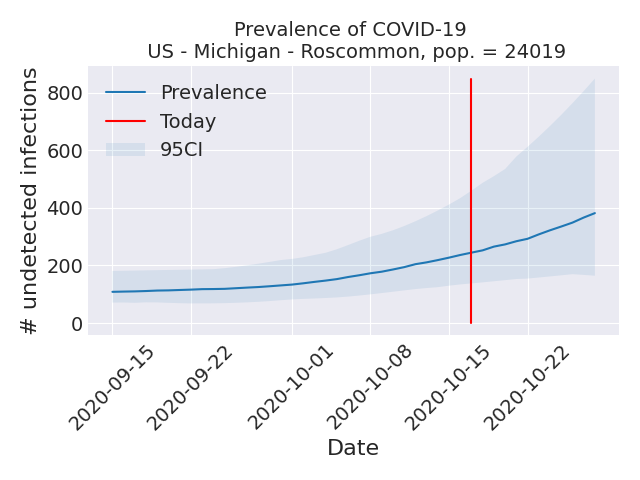 Prevalence of COVID-19
US - Michigan - Roscommon, pop. = 24019
# undetected infections
800
600
400
200
0
Prevalence
Today
95CI
2020-09-15
2020-09-22
2020-10-01
2020-10-08
2020-10-15
2020-10-22
Date